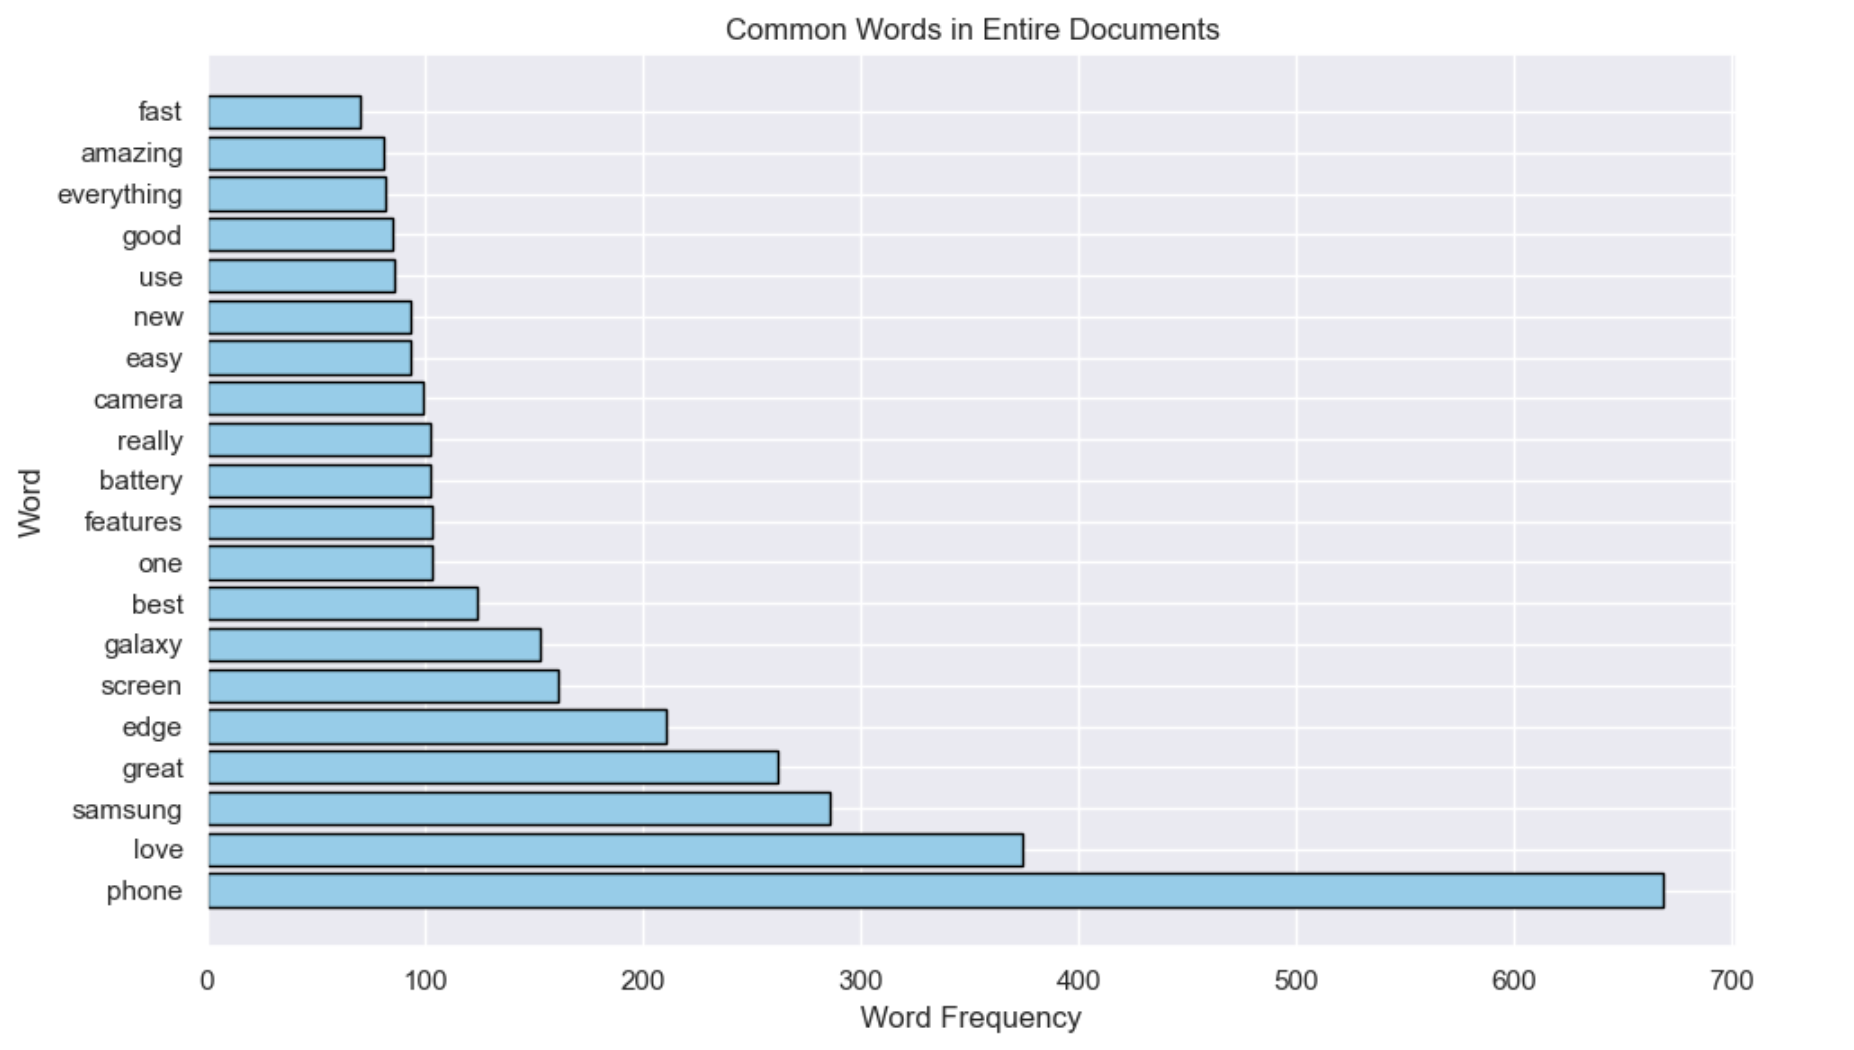 Common Words in Entire Documents
fast
amazing
everything
good
use
new
easy
camera
really
battery
features
one
best
galaxy
screen
edge
great
samsung
love
phone
Word
0 100 200 300 400 500 600 700
Word Frequency